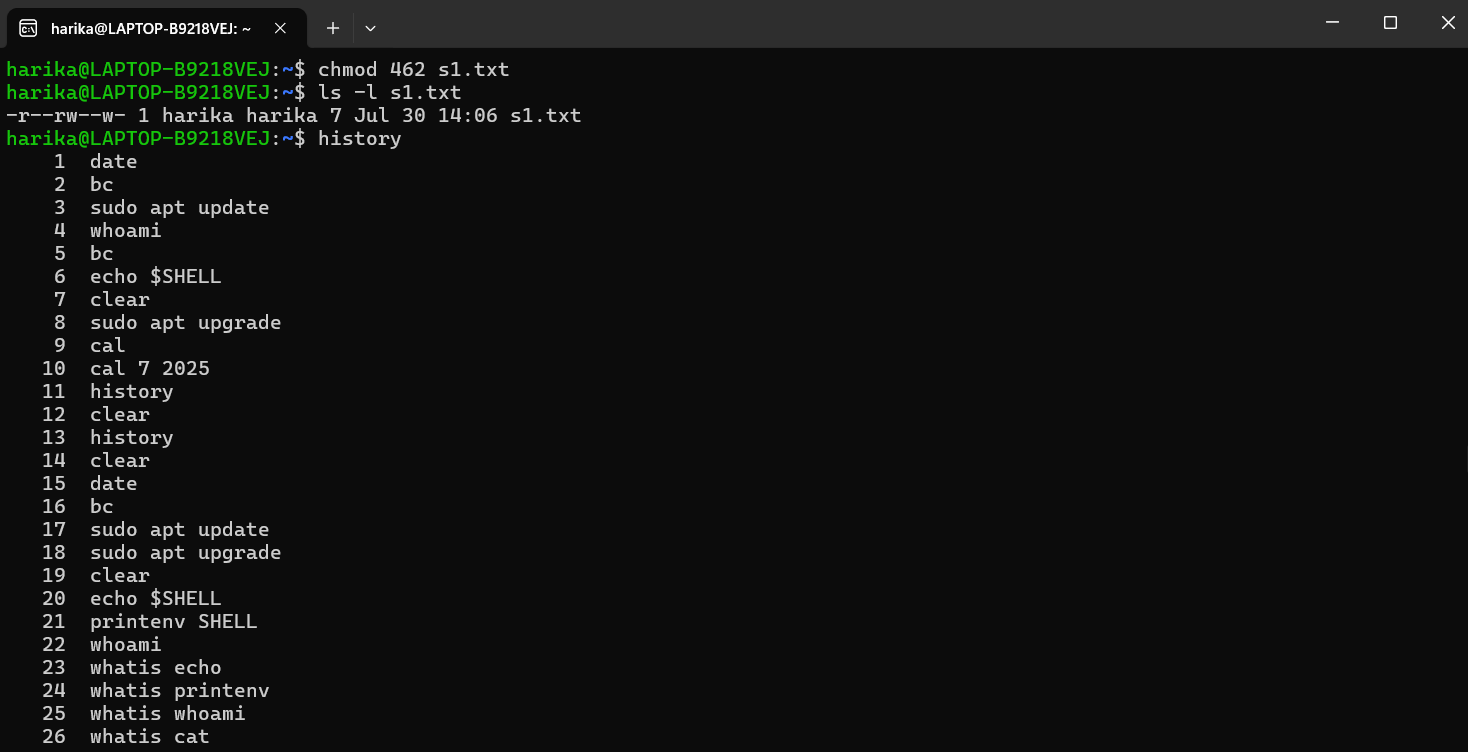 harika@LAPTOP-B9218VEJ: ~
harika@LAPTOP-B9218VEJ:~$ chmod 462 s1.txt
harika@LAPTOP-B9218VEJ:~$ ls -l s1.txt
-r--rw--w- 1 harika harika 7 Jul 30 14:06 s1.txt
harika@LAPTOP-B9218VEJ:~$ history
    1  date
    2  bc
    3  sudo apt update
    4  whoami
    5  bc
    6  echo $SHELL
    7  clear
    8  sudo apt upgrade
    9  cal
   10  cal 7 2025
   11  history
   12  clear
   13  history
   14  clear
   15  date
   16  bc
   17  sudo apt update
   18  sudo apt upgrade
   19  clear
   20  echo $SHELL
   21  printenv SHELL
   22  whoami
   23  whatis echo
   24  whatis printenv
   25  whatis whoami
   26  whatis cat